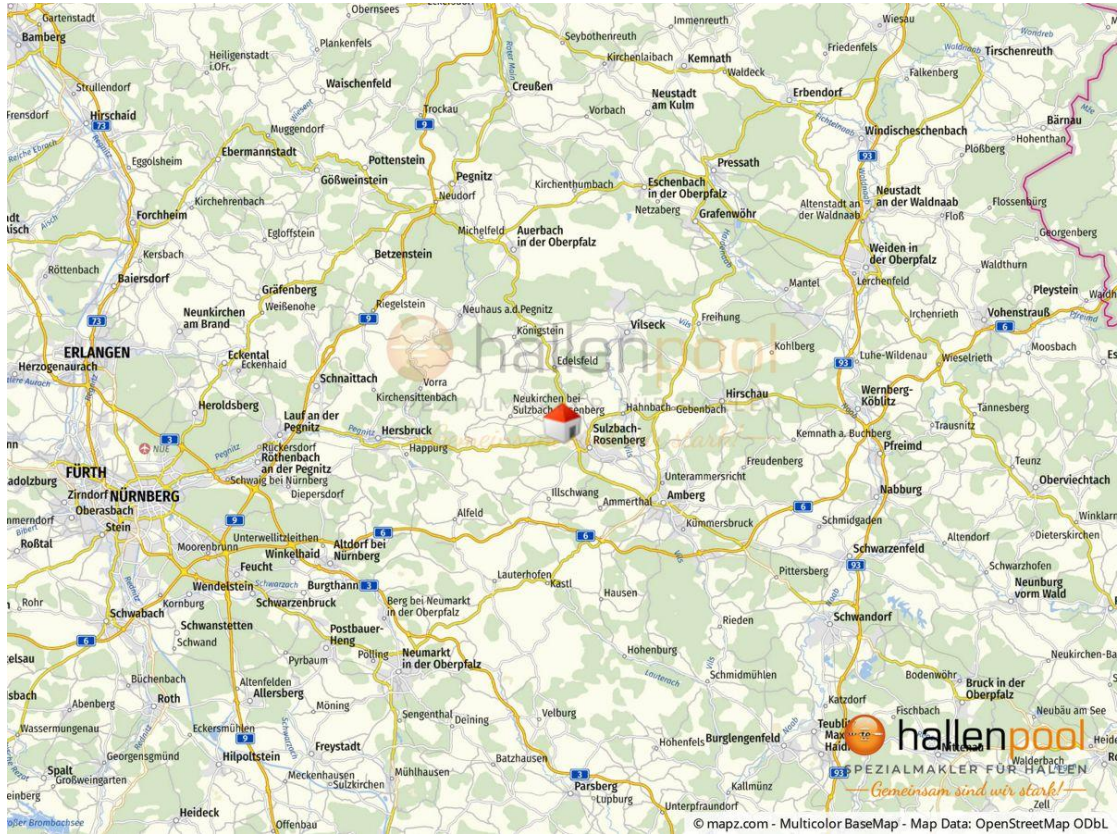 Gartenstadt
Bamberg
Strullendorf
Hirschaid
Eggolsheim
Forchheim
Kersbach
Röttenbach
Baiersdorf
Heiligenstadt
i.OFr.
Obernsees
Plankenfels
Waischenfeld
Muggendorf
Ebermannstadt
Gößweinstein
Kirchehrenbach
Egloffstein
Gräfenberg
Weißenohe
Trockau
Pottenstein
Pegnitz
Neudorf
Michelfeld
Betzenstein
Riegelstein
Creußen
Seybothenreuth
Kirchenlaibach
Immenreuth
Kemnath
Waldeck
Vorbach
Neustadt
am Kulm
Kirchenthumbach
Eschenbach
in der Oberpfalz
Netzaberg
Grafenwöhr
Pressath
Auerbach
in der Oberpfalz
Wiesau
Friedenfels
Tirschenreuth
Falkenberg
Erbendorf
Windischeschenbach
Bärnau
Hohenthan
Plößberg
Neustadt
an der Waldnaab
Altenstadt an
der Waldnaab
Floß
Flossenbürg
Georgenberg
Weiden in
der Oberpfalz
Lerchenfeld
Waldthurn
Mantel
Pleystein
Irchenrieth
Vohenstrauß
Neunkirchen
am Brand
ERLANGEN
Herzogenaurach
Eckental
Eckenhaid
Heroldsberg
Schnaittach
Lauf an der
Pegnitz
Rückersdorf
Röthenbach
an der Pegnitz
Schwaig bei Nürnberg
Diepersdorf
NUE
Vorra
Kirchensittenbach
Hersbruck
Happurg
Neuhaus a.d.Pegnitz
Königstein
Edelsfeld
Vilseck
Freihung
Kohlberg
Neukirchen bei
Hahnbach
Gebenbach
Hirschau
Sulzbach-
Rosenberg
Luhe-Wildenau
Wieselrieth
Moosbach
Wernberg-
Köblitz
Tännesberg
Trausnitz
Kemnath a. Buchberg
Pfreimd
Freudenberg
Unterammersricht
Illschwang
Ammerthal
Amberg
Kümmersbruck
Nabburg
Teunz
Oberviechtach
FÜRTH
Zirndorf
NÜRNBERG
Oberasbach
Stein
Roßtal
Moorenbrunn
Unterwellitzleithen
Winkelhaid
Altdorf bei
Nürnberg
Alfeld
Feucht
Wendelstein
Burgthann
Schwarzenbruck
Kornburg
Rohr
Schwabach
Schwanstetten
Schwand
Lauterhofen
Kastl
Berg bei Neumarkt
in der Oberpfalz
Postbauer-
Heng
Pölling
Pyrbaum
Neumarkt
in der Oberpfalz
Hausen
Pittersberg
Schmidgaden
Schwarzenfeld
Altendorf
Dieterskirchen
Schwarzhofen
Neunburg
vorm Wald
Schwandorf
Rieden
Hohenburg
Schmidmühlen
Bodenwöhr
Bruck in der
Oberpfalz
Büchenbach
Abenberg
Roth
Altenfelden
Allersberg
Möning
Sengenthal
Deining
Velburg
Wassermungenau
Eckersmühlen
Georgensgmünd
Hilpoltstein
Freystadt
Meckenhausen
Sulzkirchen
Mühlhausen
Batzhausen
Parsberg
Lupburg
Hohenfels
Burglengenfeld
Kallmünz
Unterpfraundorf
Katzdorf
Fischbach
Neubäu am See
Nittenau
Walderbach
Zell
Spalt
Großweingarten
Heideck
Offenbau
hallenpool
SPEZIALMAKLER FÜR HALLEN
Gemeinsam sind wir stark!
© mapz.com - Multicolor BaseMap - Map Data: OpenStreetMap ODbL